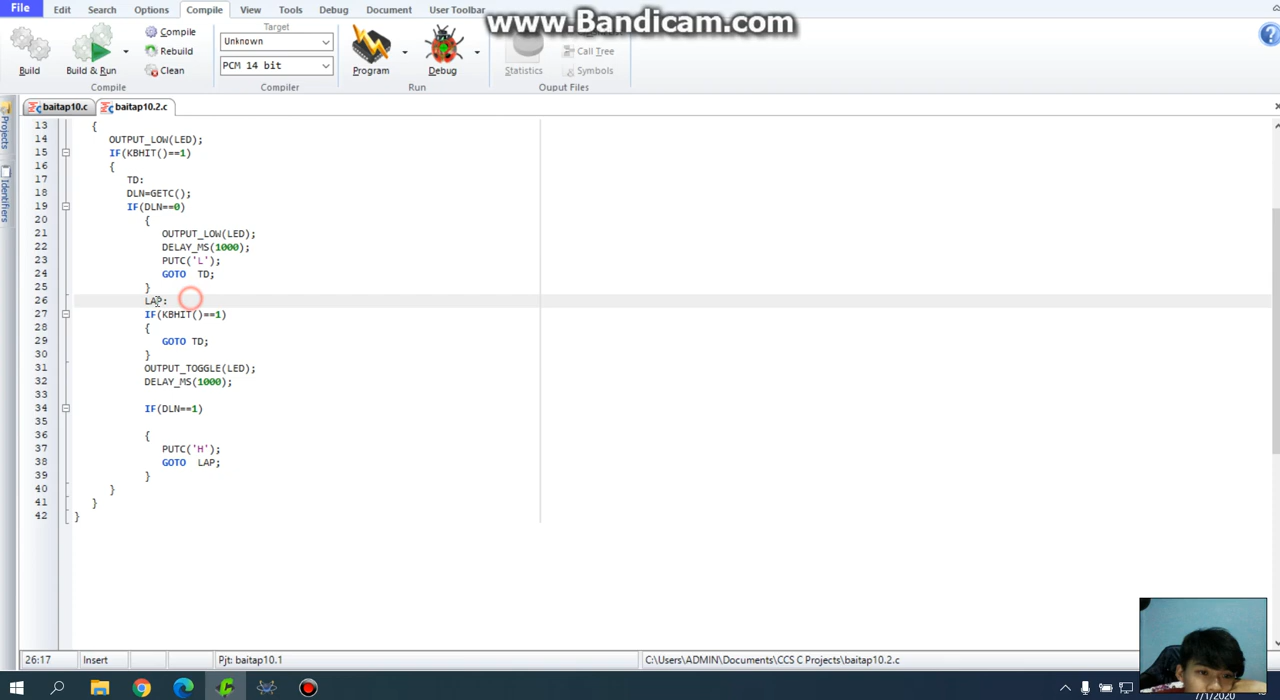 www.Bandicam.com
File Edit Search Options Compile View Tools Debug Document User Toolbar
Build
Build & Run
Compile
Rebuild
Clean
Compile
Target
Unknown
PCM 14 bit
Compiler
Program
Debug
Run
Statistics
Call Tree
Symbols
Ouput Files
baitap10.c baitap10.2.c
Projects
Identifiers
13 {
14 OUTPUT_LOW(LED);
15 IF(KBHIT()==1)
16 {
17 TD:
18 DLN=GETC();
19 IF(DLN==0)
20 {
21 OUTPUT_LOW(LED);
22 DELAY_MS(1000);
23 PUTC('L');
24 GOTO TD;
25 }
26 LAP:
27 IF(KBHIT()==1)
28 {
29 GOTO TD;
30 }
31 OUTPUT_TOGGLE(LED);
32 DELAY_MS(1000);
33
34 IF(DLN==1)
35
36 {
37 PUTC('H');
38 GOTO LAP;
39 }
40 }
41 }
42 }
26:17 Insert Pjt: baitap10.1 C:\Users\ADMIN\Documents\CCS C Projects\baitap10.2.c
7/1/2020